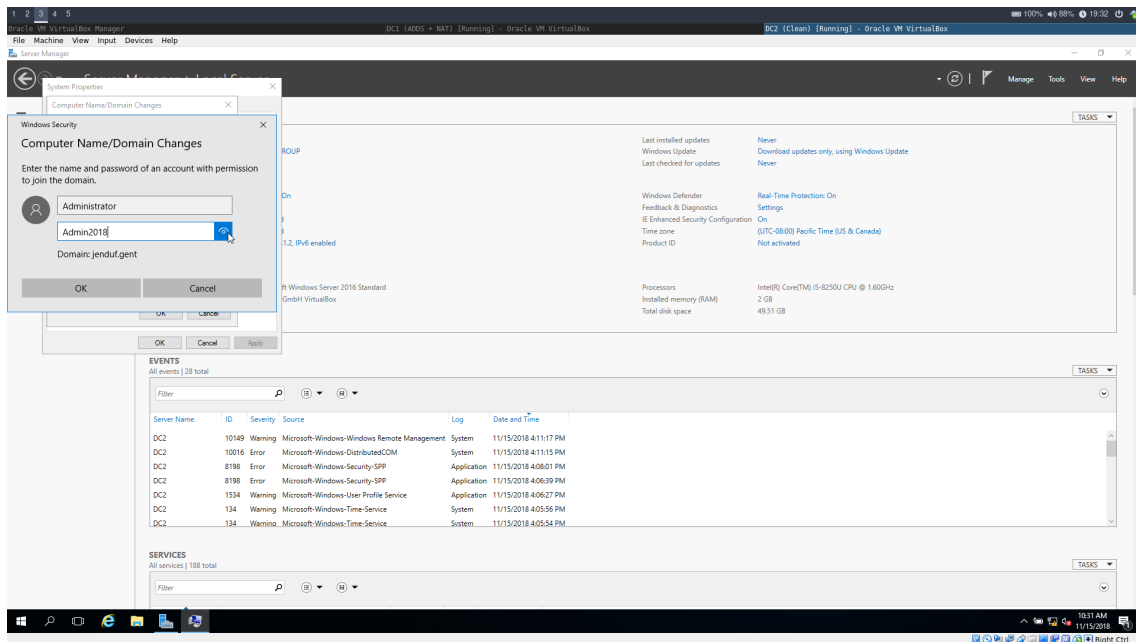 1 2 3 4 5
100% 88% 19:32
Oracle VM VirtualBox Manager
DC1 (ADDS + NAT) [Running] - Oracle VM VirtualBox
DC2 (Clean) [Running] - Oracle VM VirtualBox
File Machine View Input Devices Help
Server Manager
Manage Tools View Help
System Properties
Computer Name/Domain Changes
Windows Security
Computer Name/Domain Changes
Enter the name and password of an account with permission
to join the domain.
Administrator
Admin2018
Domain: jenduf.gent
OK Cancel
OK Cancel
OK Cancel Apply
TASKS
ROUP
On
.1.2, IPv6 enabled
ft Windows Server 2016 Standard
GmbH VirtualBox
Last installed updates Never
Windows Update Download updates only, using Windows Update
Last checked for updates Never
Windows Defender Real-Time Protection: On
Feedback & Diagnostics Settings
IE Enhanced Security Configuration On
Time zone (UTC-08:00) Pacific Time (US & Canada)
Product ID Not activated
Processors Intel(R) Core(TM) i5-8250U CPU @ 1.60GHz
Installed memory (RAM) 2 GB
Total disk space 49.51 GB
EVENTS
All events | 28 total
TASKS
Filter
Server Name ID Severity Source Log Date and Time
DC2 10149 Warning Microsoft-Windows-Windows Remote Management System 11/15/2018 4:11:17 PM
DC2 10016 Error Microsoft-Windows-DistributedCOM System 11/15/2018 4:11:15 PM
DC2 8198 Error Microsoft-Windows-Security-SPP Application 11/15/2018 4:08:01 PM
DC2 8198 Error Microsoft-Windows-Security-SPP Application 11/15/2018 4:06:39 PM
DC2 1534 Warning Microsoft-Windows-User Profile Service Application 11/15/2018 4:06:27 PM
DC2 134 Warning Microsoft-Windows-Time-Service System 11/15/2018 4:05:56 PM
DC2 134 Warning Microsoft-Windows-Time-Service System 11/15/2018 4:05:54 PM
SERVICES
All services | 188 total
TASKS
Filter
10:31 AM
11/15/2018
Right Ctrl